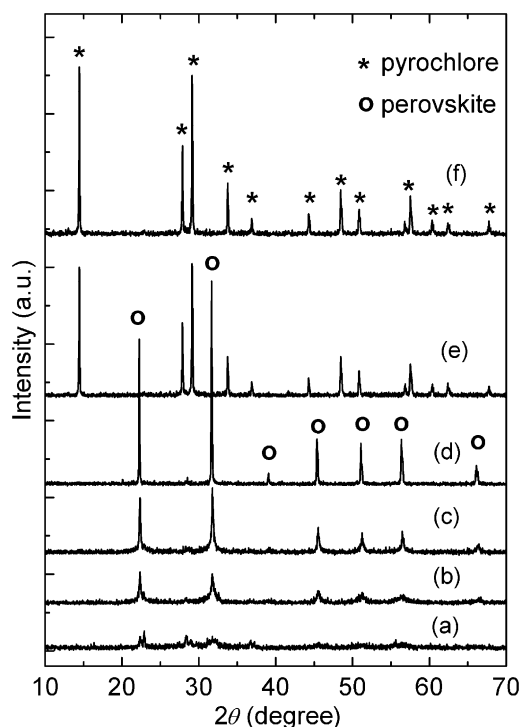 * pyrochlore
o perovskite
* * * * * * * * * * * * *
(f)
o o
(e)
o o o o o
(d)
(c)
(b)
(a)
Intensity (a.u.)
10 20 30 40 50 60 70
2θ (degree)